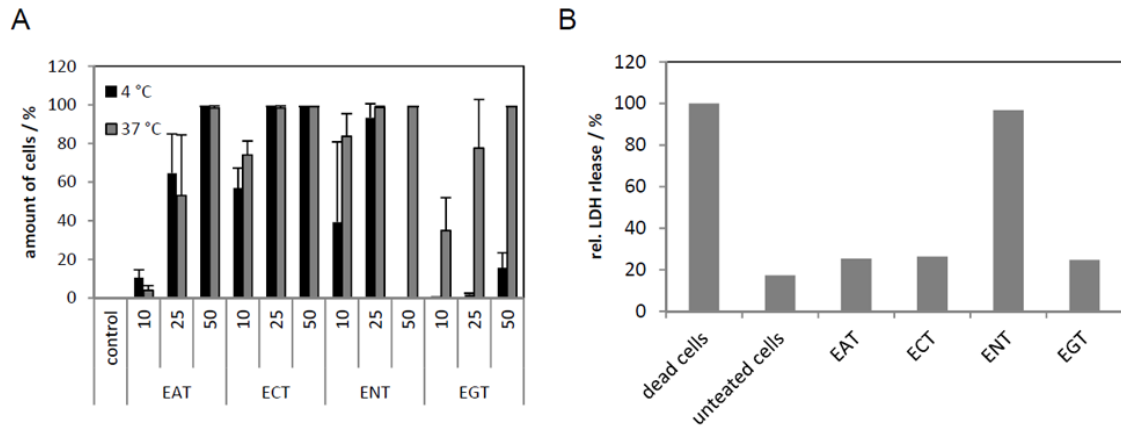 A
amount of cells / %
120
100
80
60
40
20
0
4 °C
37 °C
control
10 25 50 10 25 50 10 25 50 10 25 50
EAT ECT ENT EGT
B
rel. LDH rlease / %
120
100
80
60
40
20
0
dead cells
unteated cells
EAT
ECT
ENT
EGT